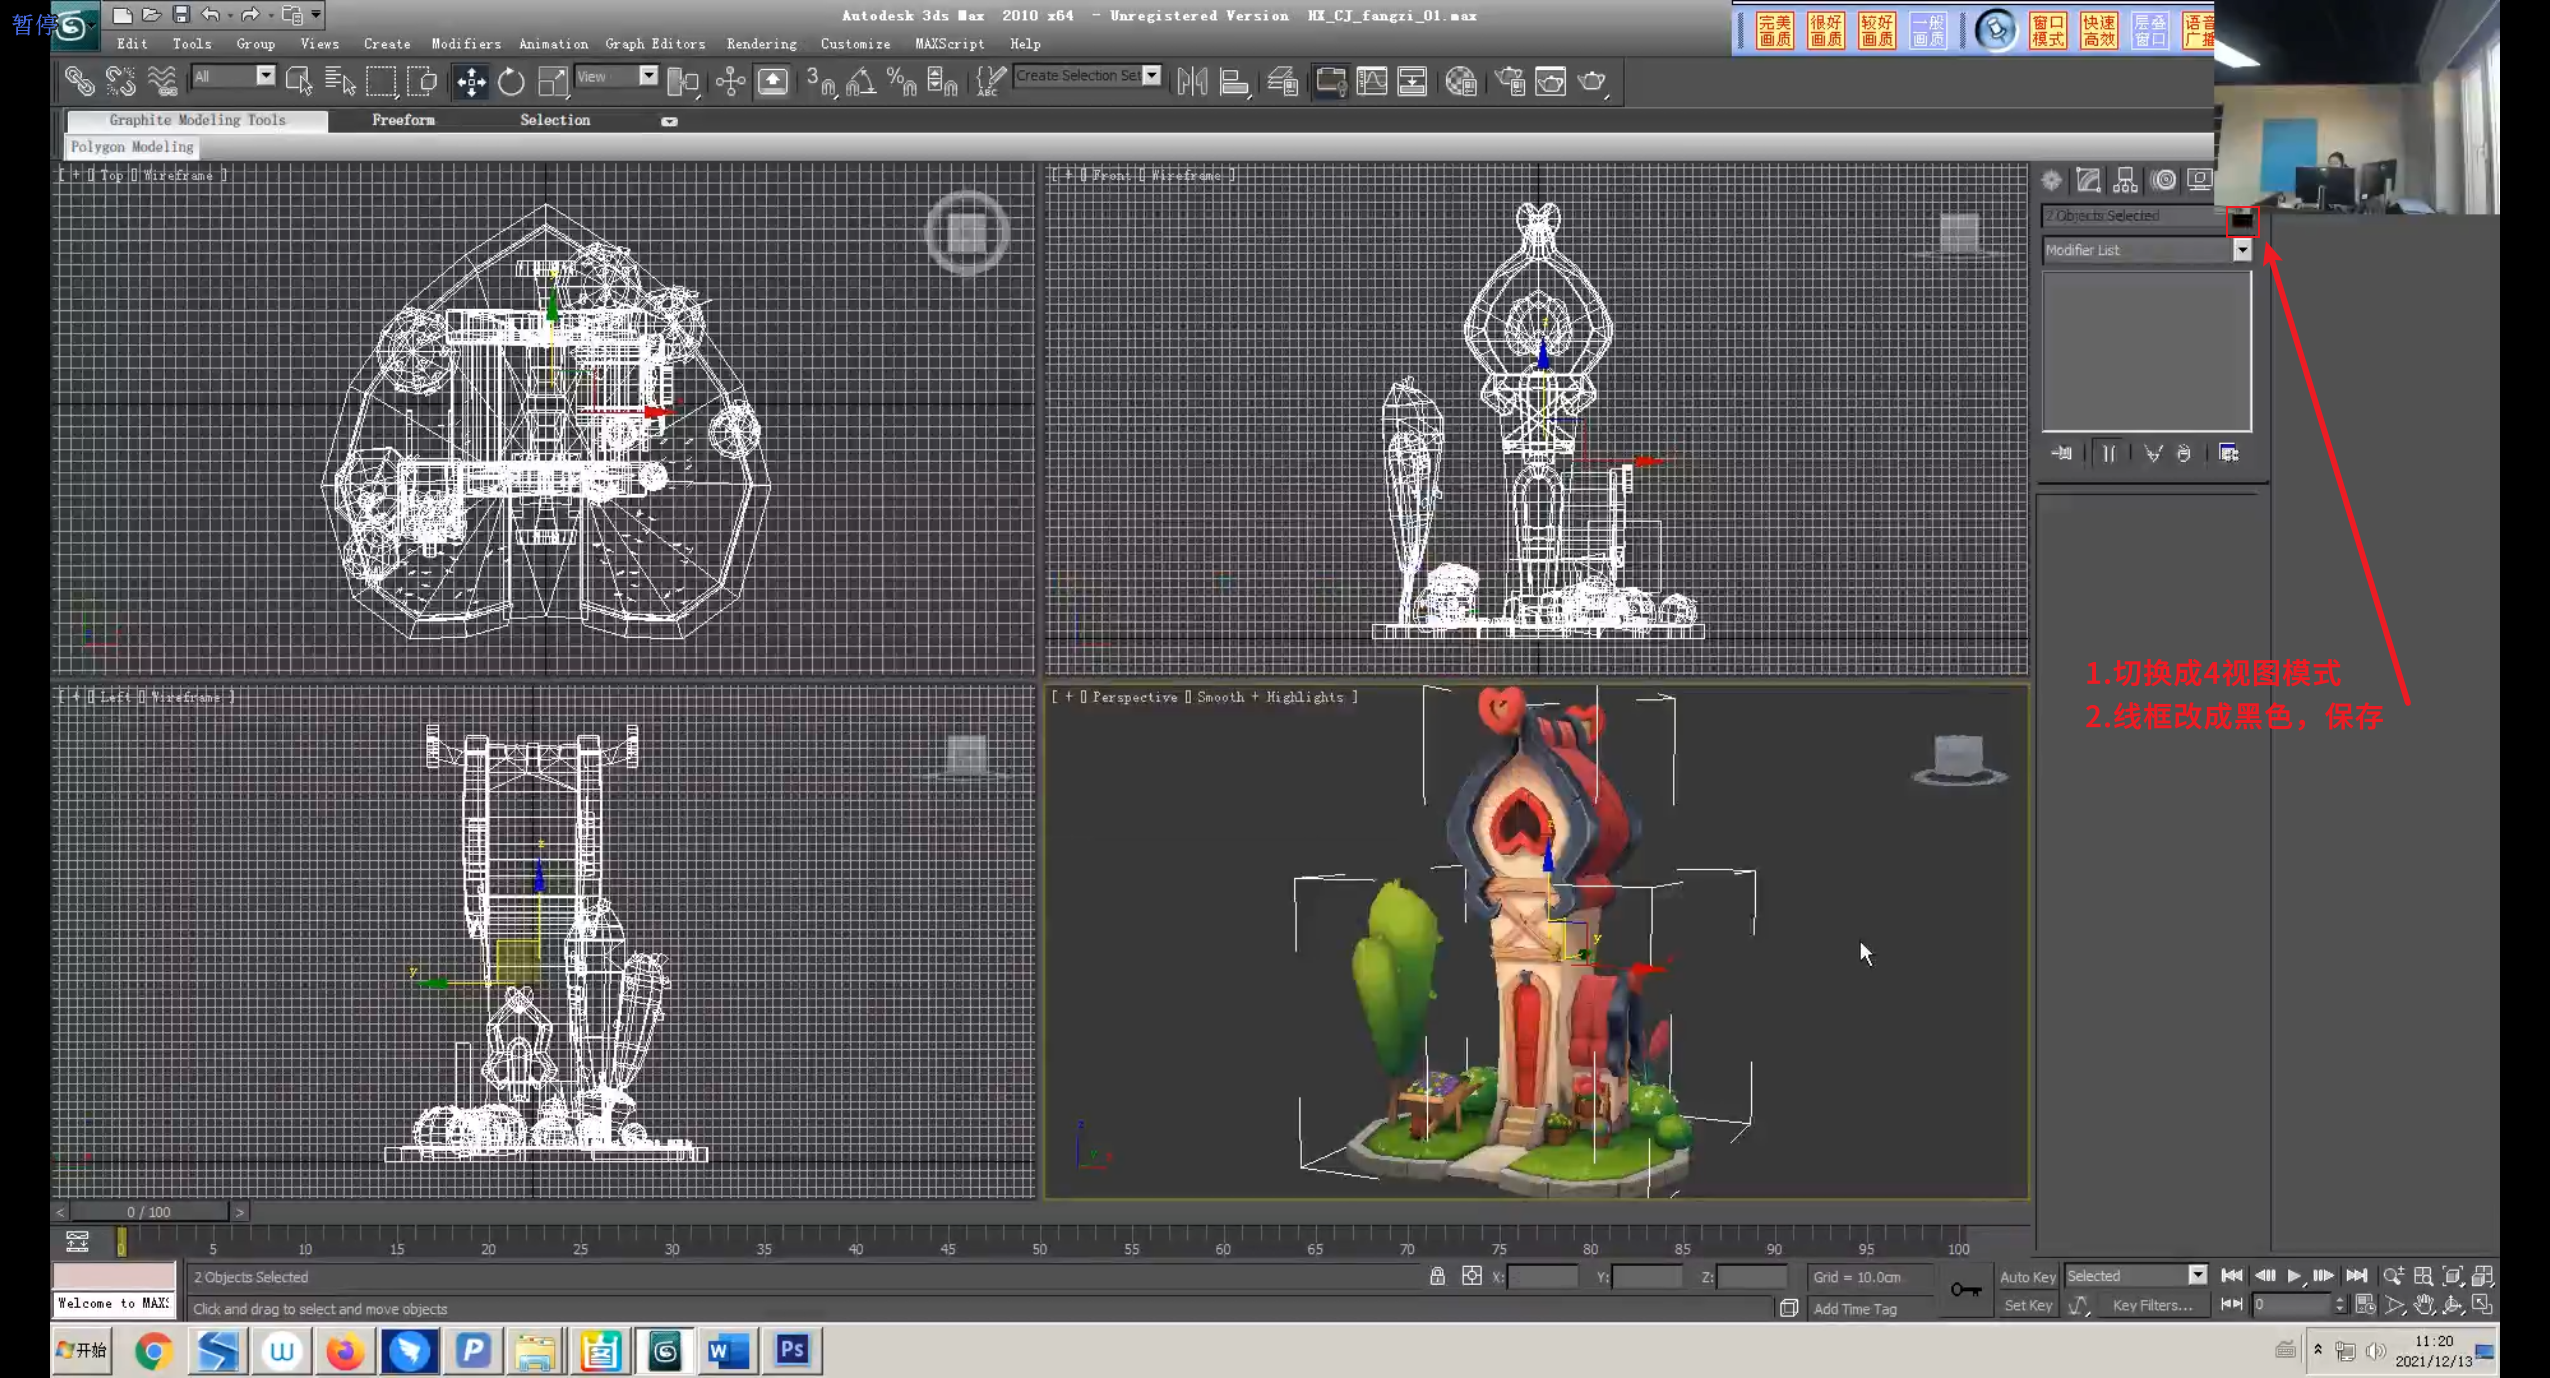 暂停
Autodesk 3ds Max 2010 x64 - Unregistered Version HX_CJ_fangzi_01.max
完美画质 很好画质 较好画质 一般画质 窗口模式 快速高效 层叠窗口 语音广播
Edit Tools Group Views Create Modifiers Animation Graph Editors Rendering Customize MAXScript Help
All View Create Selection Set
Graphite Modeling Tools Freeform Selection
Polygon Modeling
[ + ] Top [] Wireframe ]
[ + ] Front [] Wireframe ]
2 Objects Selected
Modifier List
1.切换成4视图模式
2.线框改成黑色，保存
[ + ] Left [] Wireframe ]
[ + ] Perspective [] Smooth + Highlights ]
< 0 / 100 >
0 5 10 15 20 25 30 35 40 45 50 55 60 65 70 75 80 85 90 95 100
2 Objects Selected X: Y: Z: Grid = 10.0cm Auto Key Selected
Welcome to MAXS Click and drag to select and move objects Add Time Tag Set Key Key Filters... 0
开始
11:20
2021/12/13